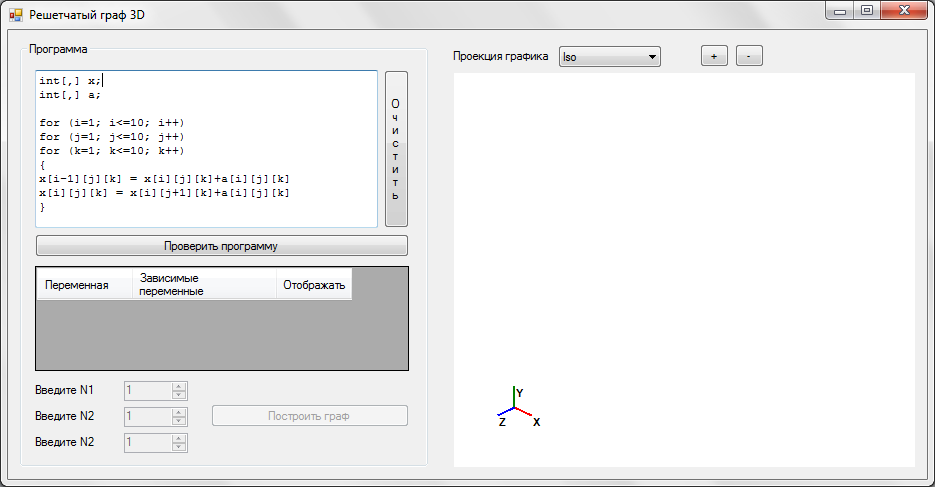 Решетчатый граф 3D
Программа
int[,] x;
int[,] a;
for (i=1; i<=10; i++)
for (j=1; j<=10; j++)
for (k=1; k<=10; k++)
{
x[i-1][j][k] = x[i][j][k]+a[i][j][k]
x[i][j][k] = x[i][j+1][k]+a[i][j][k]
}
Очистить
Проверить программу
Переменная
Зависимые
переменные
Отображать
Введите N1
1
Введите N2
1
Построить граф
Введите N2
1
Проекция графика
Iso
+
-
Y
Z
X